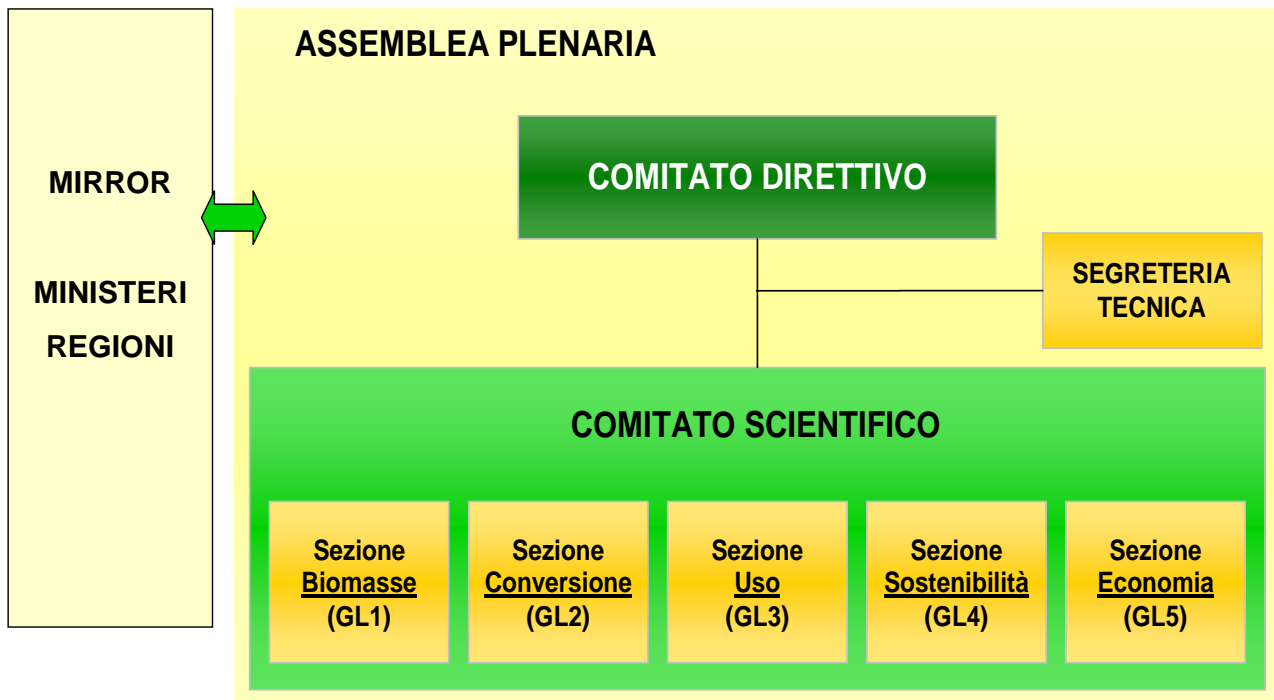 MIRROR
MINISTERI
REGIONI
ASSEMBLEA PLENARIA
COMITATO DIRETTIVO
SEGRETERIA
TECNICA
COMITATO SCIENTIFICO
Sezione
Biomasse
(GL1)
Sezione
Conversione
(GL2)
Sezione
Uso
(GL3)
Sezione
Sostenibilità
(GL4)
Sezione
Economia
(GL5)